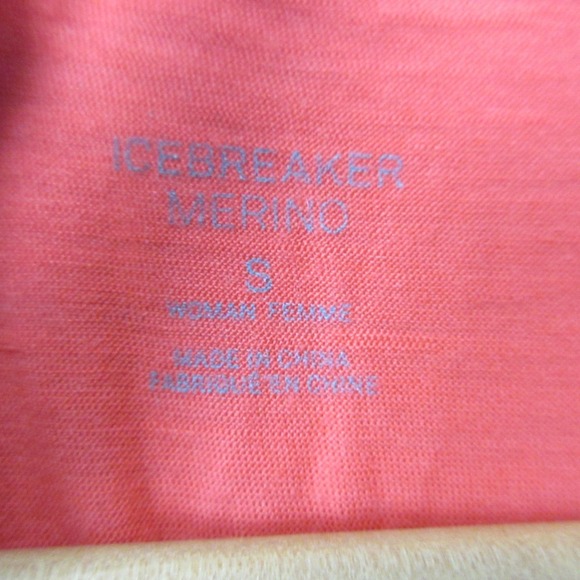 ICEBREAKER
MERINO
S
WOMAN FEMME
MADE IN CHINA
FABRIQUÉ EN CHINE